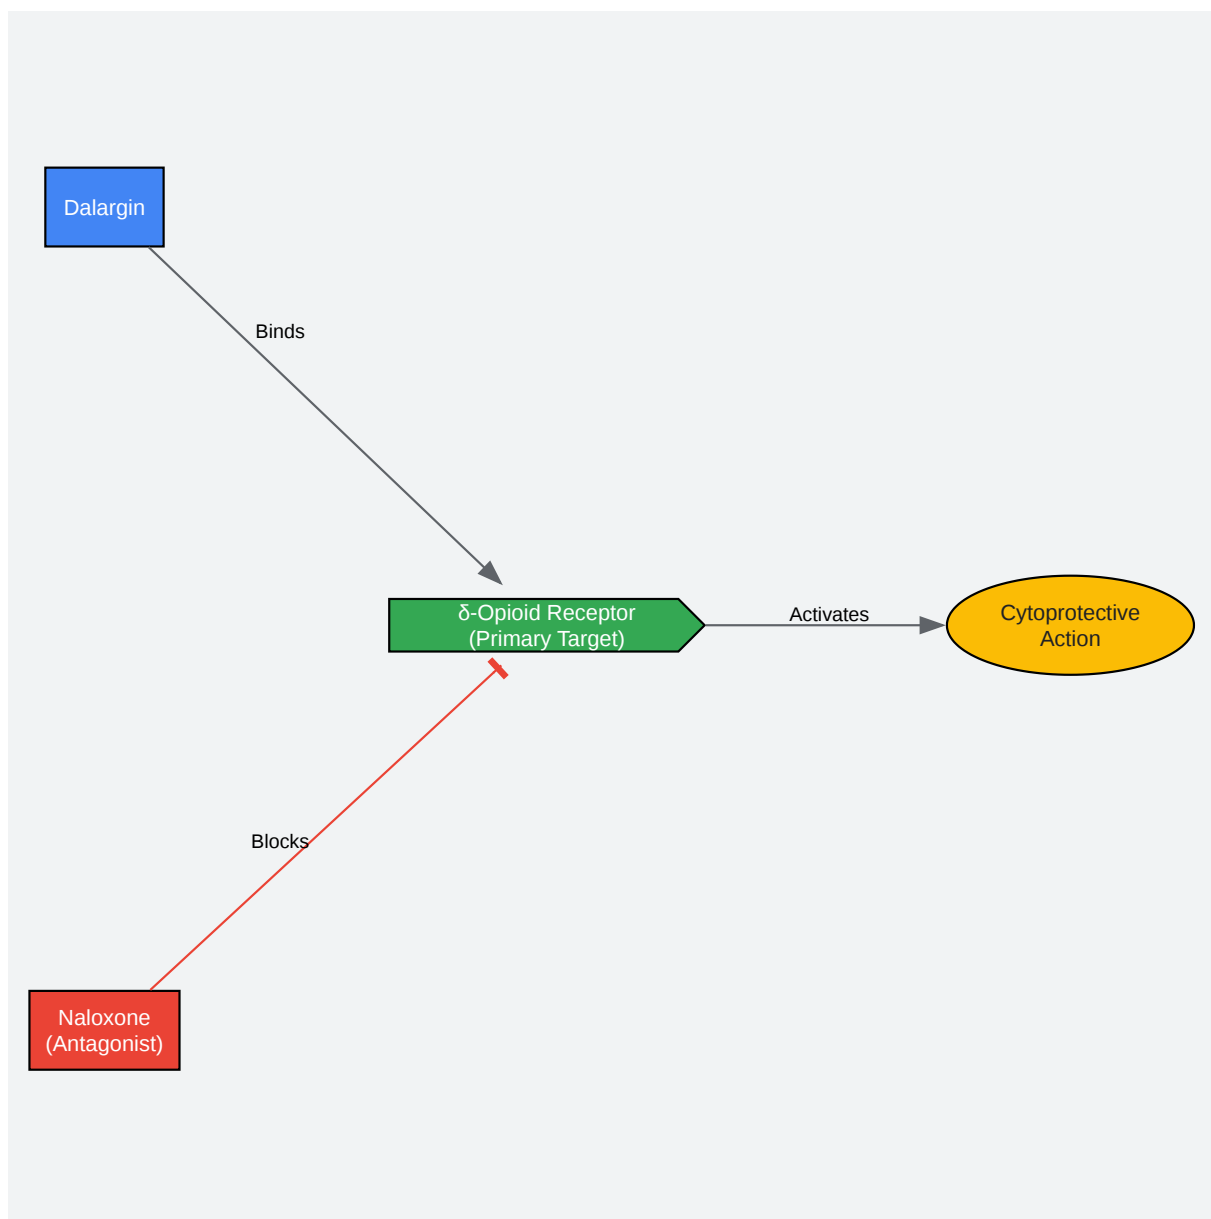 Dalargin
Binds
δ-Opioid Receptor
(Primary Target)
Activates
Cytoprotective
Action
Blocks
Naloxone
(Antagonist)